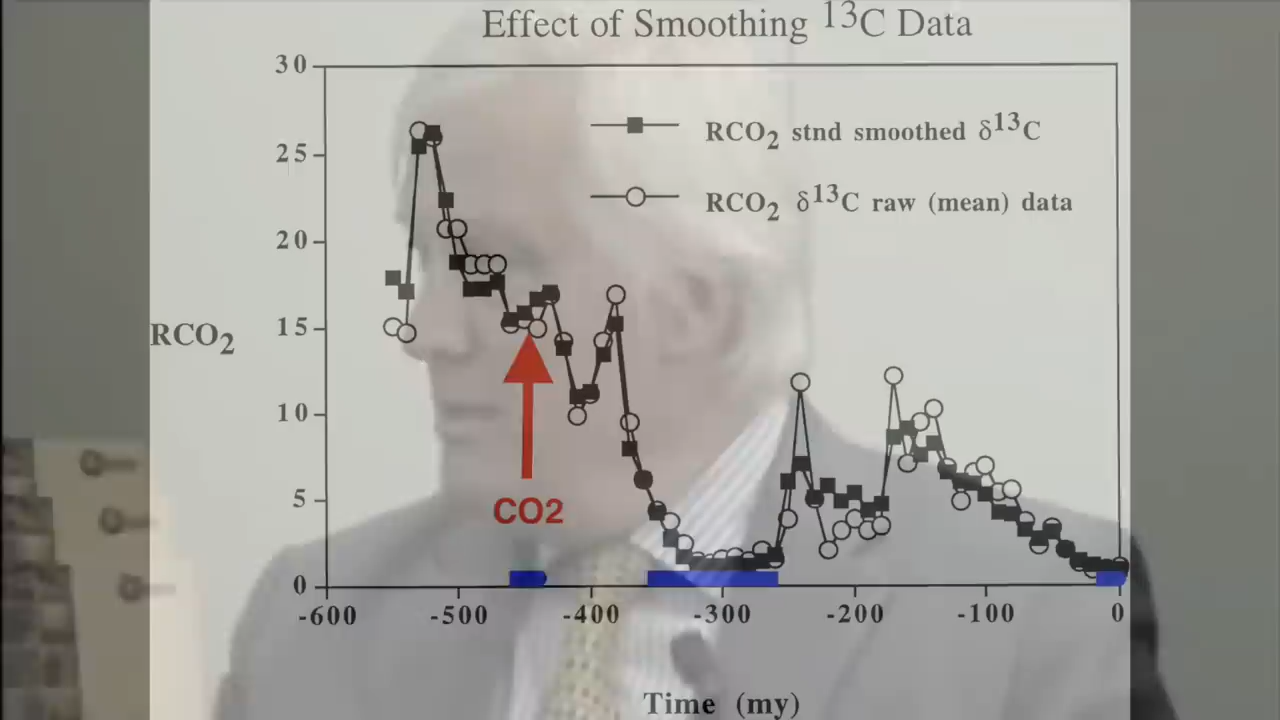 Effect of Smoothing ¹³C Data
30
25
20
15
10
5
0
RCO₂
RCO₂ stnd smoothed δ¹³C
RCO₂ δ¹³C raw (mean) data
CO2
-600 -500 -400 -300 -200 -100 0
Time (my)